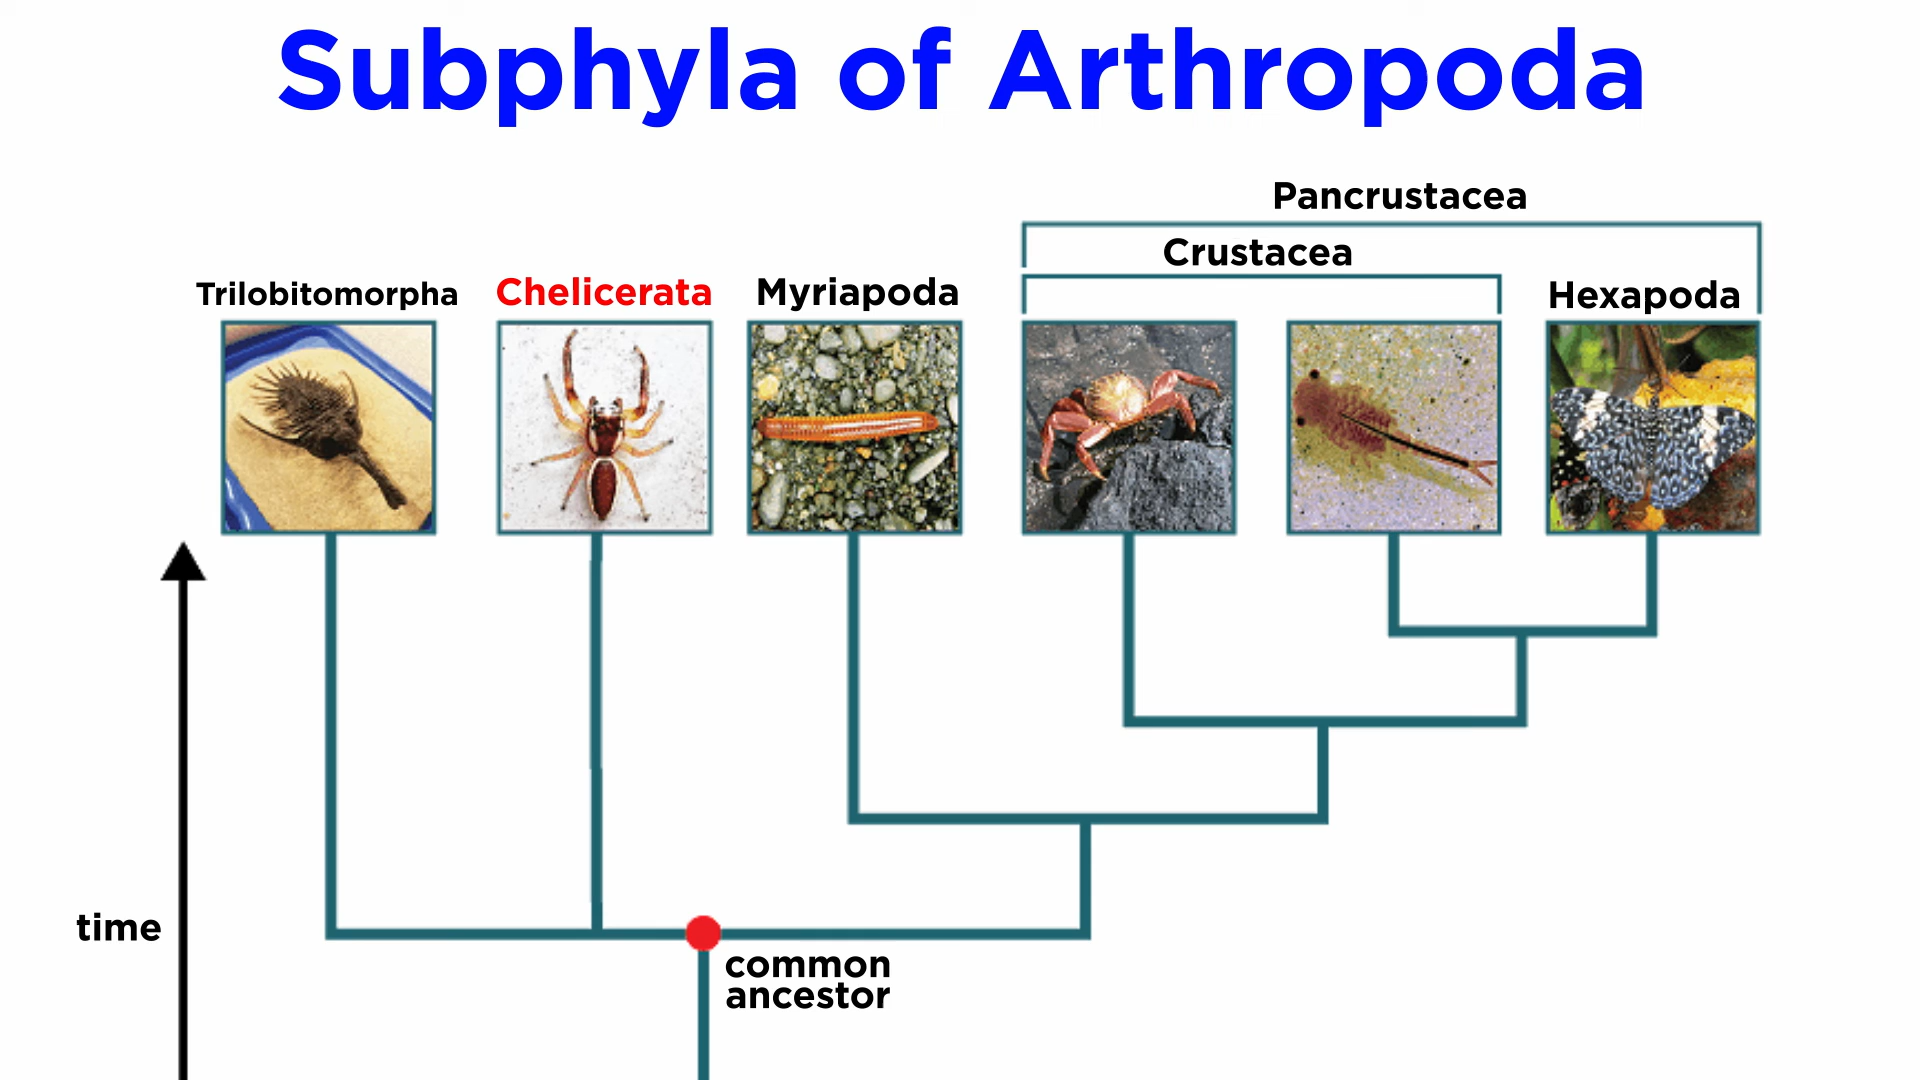 Subphyla of Arthropoda
Pancrustacea
Crustacea
Trilobitomorpha
Chelicerata
Myriapoda
Hexapoda
time
common
ancestor